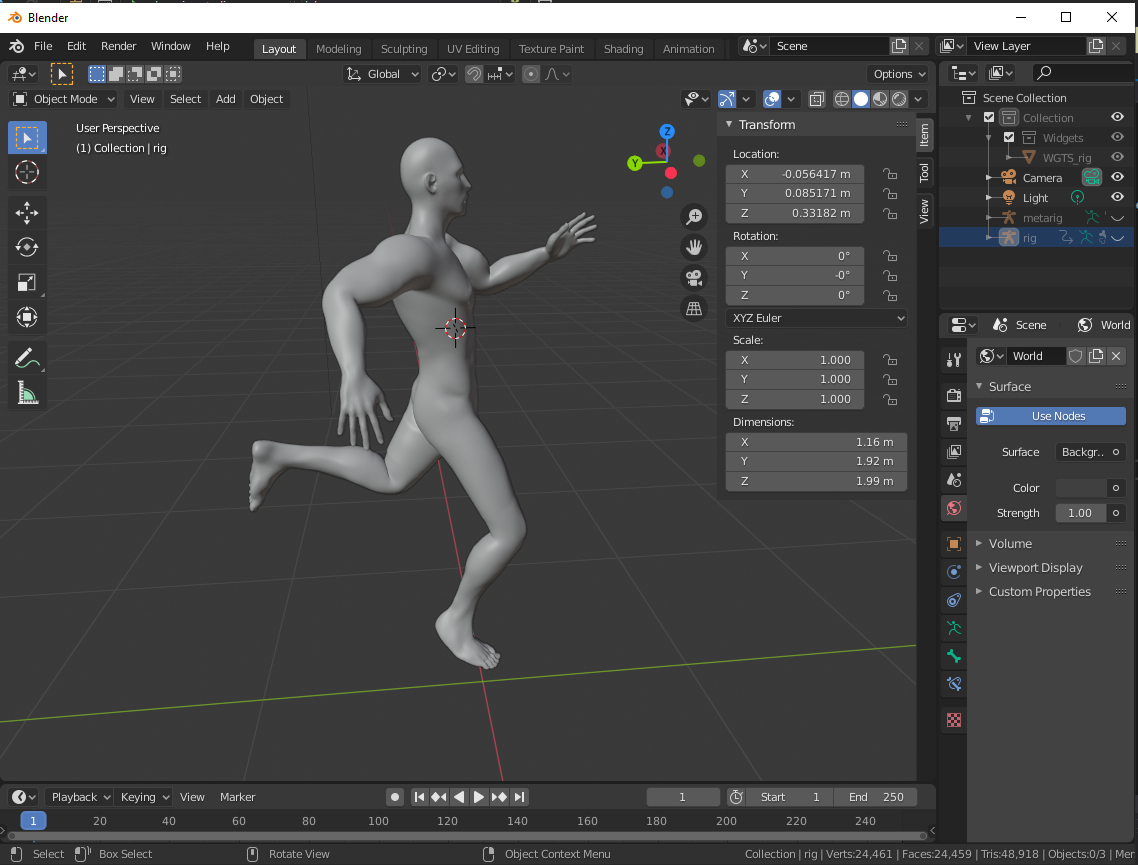 Blender
File Edit Render Window Help Layout Modeling Sculpting UV Editing Texture Paint Shading Animation Scene View Layer
Global Options
Object Mode View Select Add Object
User Perspective
(1) Collection | rig
Z
X
Y
Transform
Location:
X -0.056417 m
Y 0.085171 m
Z 0.33182 m
Rotation:
X 0°
Y -0°
Z 0°
XYZ Euler
Scale:
X 1.000
Y 1.000
Z 1.000
Dimensions:
X 1.16 m
Y 1.92 m
Z 1.99 m
Item
Tool
View
Scene Collection
Collection
Widgets
WGTS_rig
Camera
Light
metarig
rig
Scene World
World
Surface
Use Nodes
Surface Backgr..
Color
Strength 1.00
Volume
Viewport Display
Custom Properties
Playback Keying View Marker 1 Start 1 End 250
1 20 40 60 80 100 120 140 160 180 200 220 240
Select Box Select Rotate View Object Context Menu Collection | rig | Verts:24,461 | Faces:24,459 | Tris:48,918 | Objects:0/3 | Mer